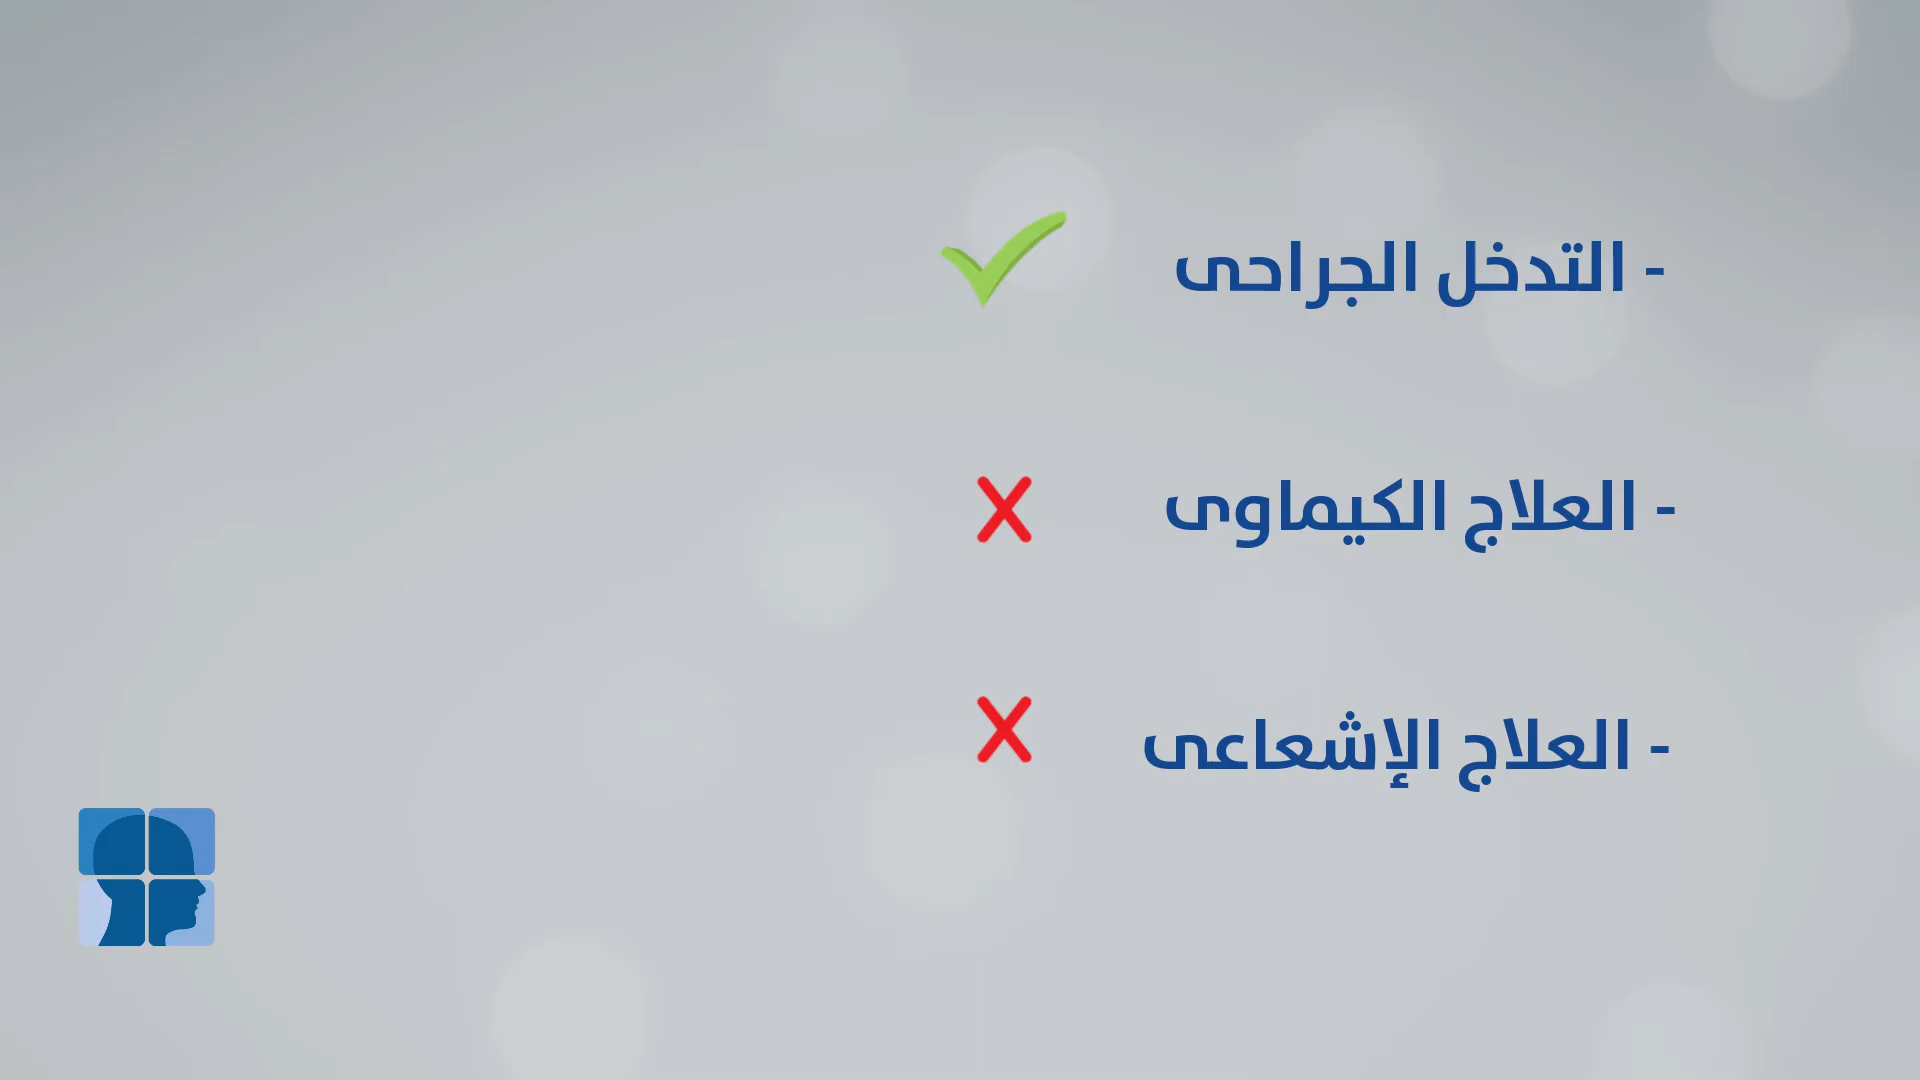 - التدخل الجراحى
- العلاج الكيماوى
- العلاج الإشعاعى